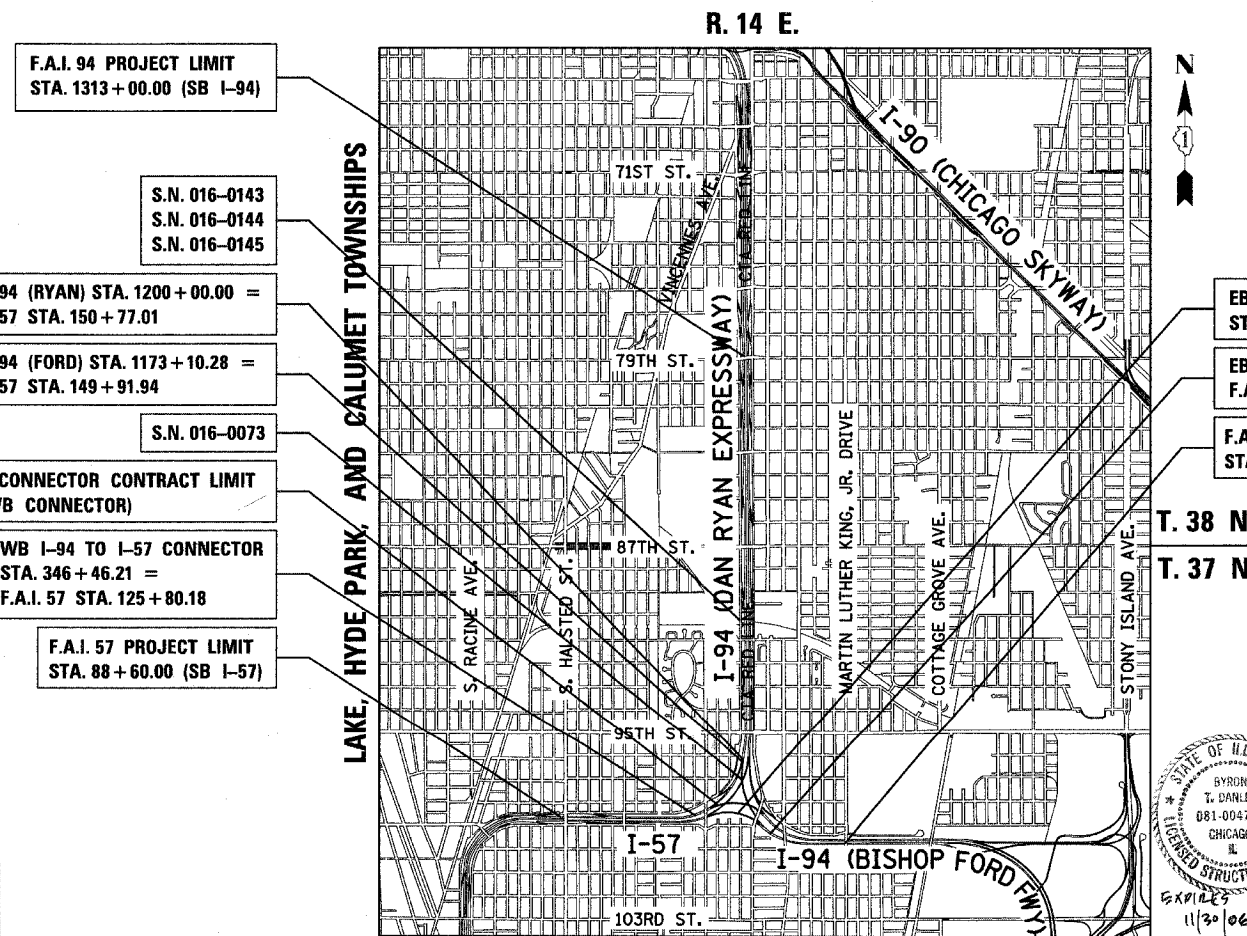 R. 14 E.
F.A.I. 94 PROJECT LIMIT
STA. 1313+00.00 (SB I-94)
S.N. 016-0143
S.N. 016-0144
S.N. 016-0145
94 (RYAN) STA. 1200+00.00 =
57 STA. 150+77.01
94 (FORD) STA. 1173+10.28 =
57 STA. 149+91.94
S.N. 016-0073
CONNECTOR CONTRACT LIMIT
B CONNECTOR)
WB I-94 TO I-57 CONNECTOR
STA. 346+46.21 =
F.A.I. 57 STA. 125+80.18
F.A.I. 57 PROJECT LIMIT
STA. 88+60.00 (SB I-57)
LAKE, HYDE PARK, AND CALUMET TOWNSHIPS
71ST ST.
VINCENNES AVE.
CTA RED LINE
I-90 (CHICAGO SKYWAY)
79TH ST.
I-94 (DAN RYAN EXPRESSWAY)
87TH ST.
S. RACINE AVE.
S. HALSTED ST.
CTA RED LINE
MARTIN LUTHER KING, JR. DRIVE
COTTAGE GROVE AVE.
STONY ISLAND AVE.
95TH ST.
I-57
I-94 (BISHOP FORD FWY)
103RD ST.
N
1
EB
ST
EB
F.A
F.A
STA
T. 38 N
T. 37 N
STATE OF ILL
BYRON
T. DANL
081-0047
CHICAGO
IL
LICENSED STRUCT
EXPIRES
11/30/06